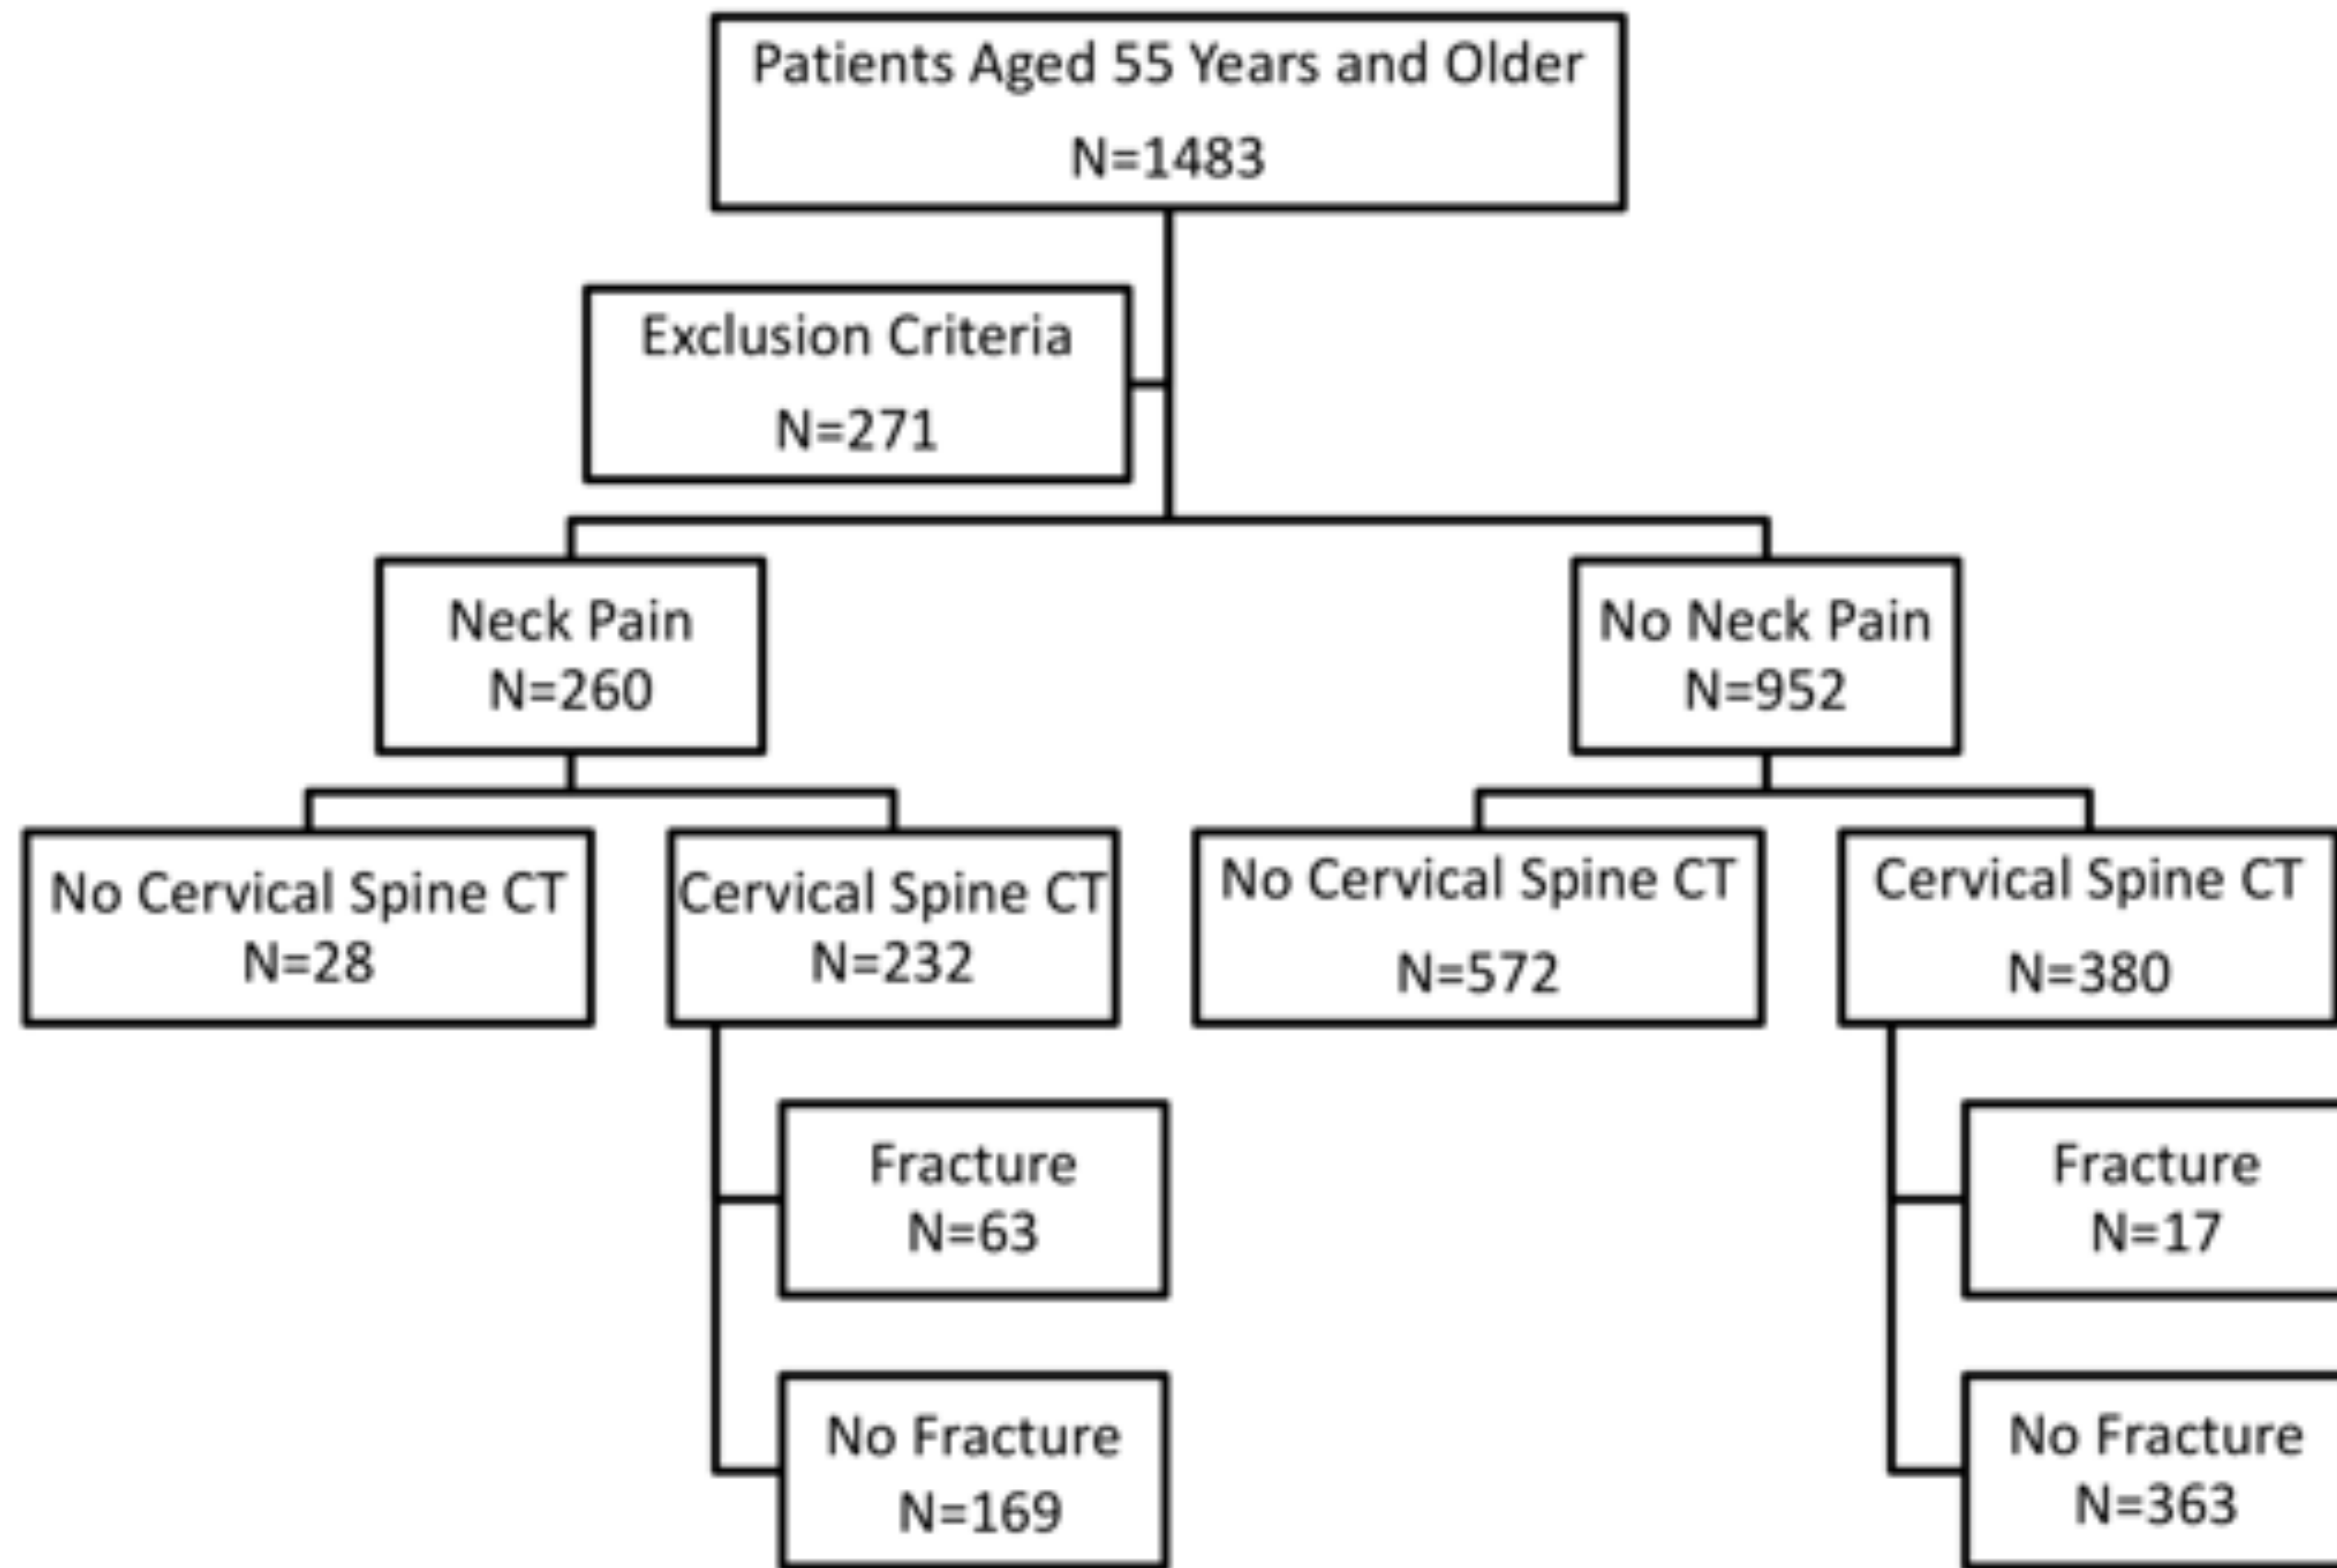 Patients Aged 55 Years and Older
N=1483
Exclusion Criteria
N=271
Neck Pain
N=260
No Neck Pain
N=952
No Cervical Spine CT
N=28
Cervical Spine CT
N=232
No Cervical Spine CT
N=572
Cervical Spine CT
N=380
Fracture
N=63
No Fracture
N=169
Fracture
N=17
No Fracture
N=363